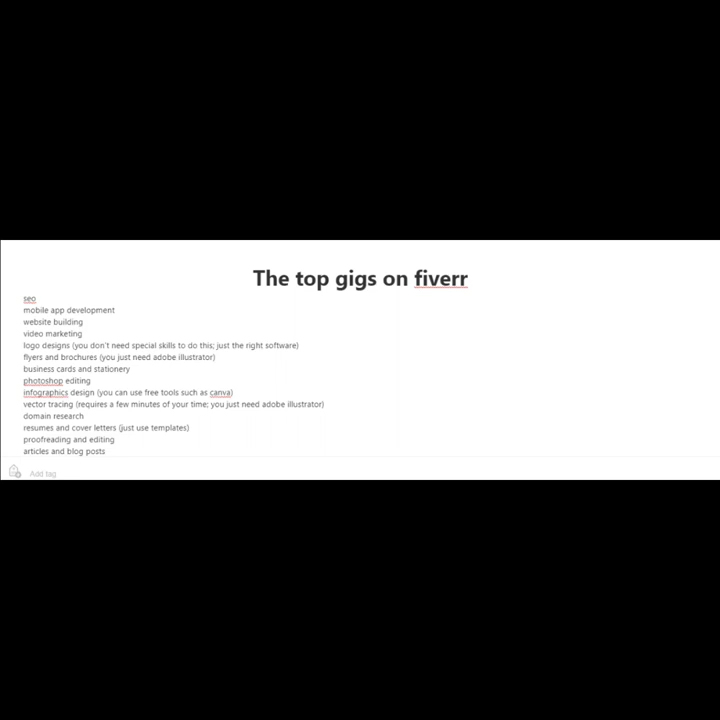 The top gigs on fiverr
seo
mobile app development
website building
video marketing
logo designs (you don't need special skills to do this; just the right software)
flyers and brochures (you just need adobe illustrator)
business cards and stationery
photoshop editing
infographics design (you can use free tools such as canva)
vector tracing (requires a few minutes of your time; you just need adobe illustrator)
domain research
resumes and cover letters (just use templates)
proofreading and editing
articles and blog posts
Add tag